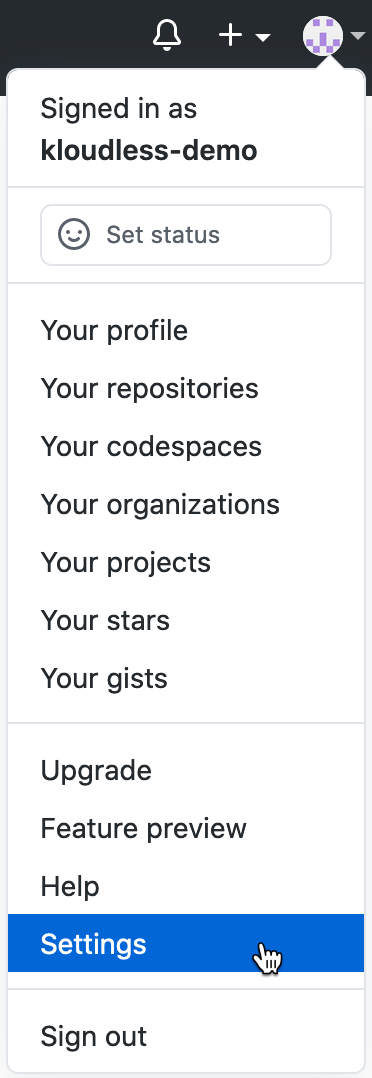 Signed in as
kloudless-demo
Set status
Your profile
Your repositories
Your codespaces
Your organizations
Your projects
Your stars
Your gists
Upgrade
Feature preview
Help
Settings
Sign out